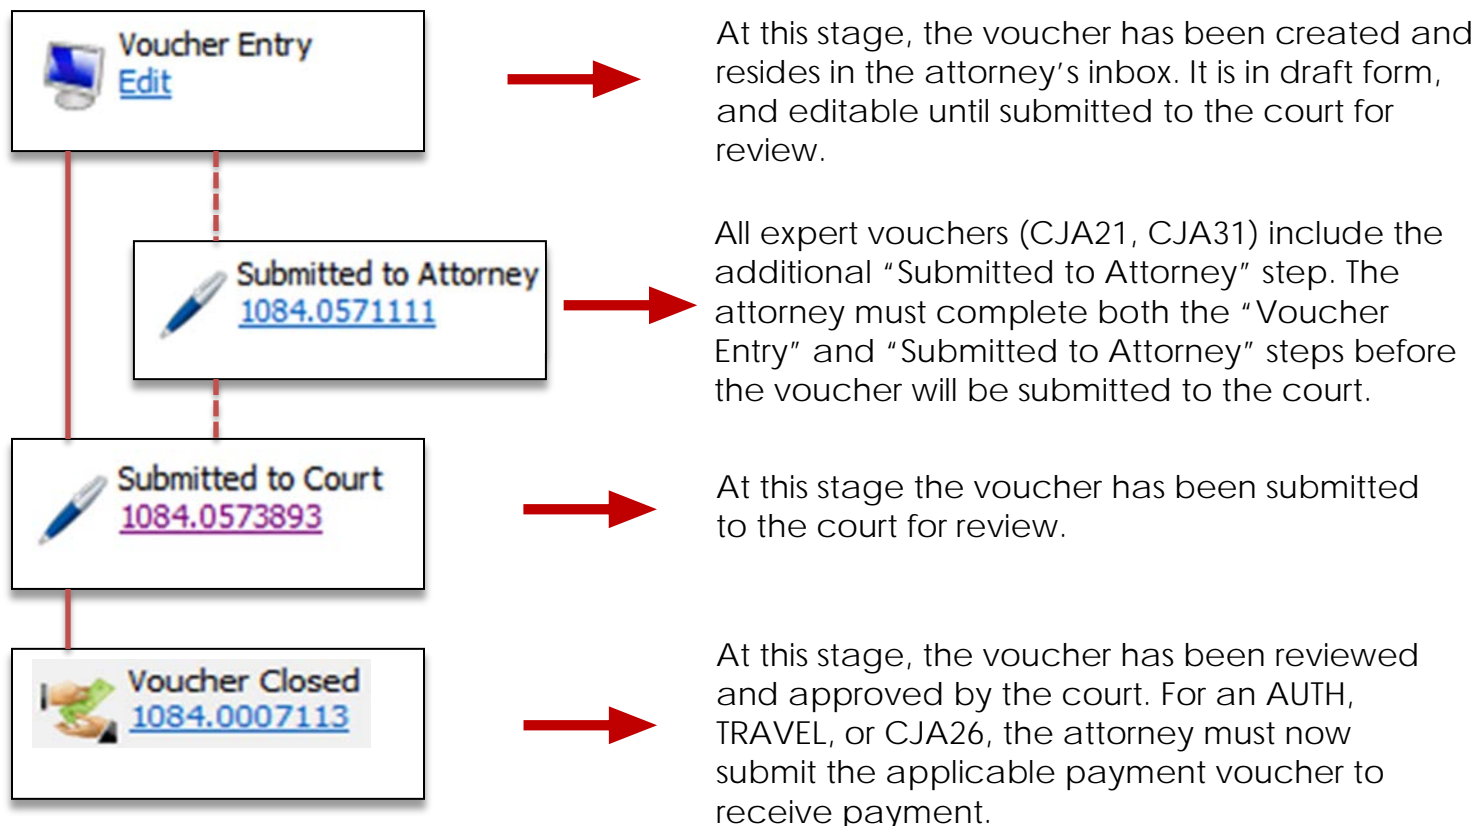 Voucher Entry
Edit
At this stage, the voucher has been created and
resides in the attorney’s inbox. It is in draft form,
and editable until submitted to the court for
review.
Submitted to Attorney
1084.0571111
All expert vouchers (CJA21, CJA31) include the
additional “Submitted to Attorney” step. The
attorney must complete both the “Voucher
Entry” and “Submitted to Attorney” steps before
the voucher will be submitted to the court.
Submitted to Court
1084.0573893
At this stage the voucher has been submitted
to the court for review.
Voucher Closed
1084.0007113
At this stage, the voucher has been reviewed
and approved by the court. For an AUTH,
TRAVEL, or CJA26, the attorney must now
submit the applicable payment voucher to
receive payment.